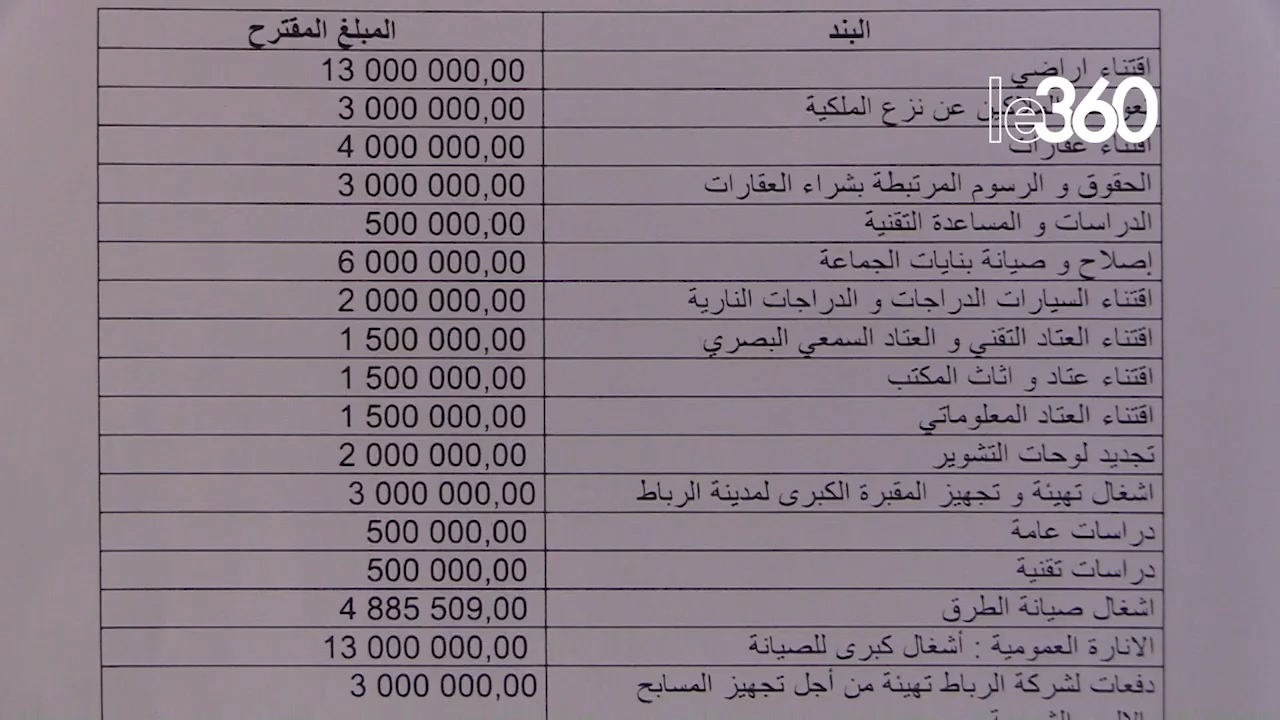 البند المبلغ المقترح
اقتناء اراضي 13 000 000,00
le360
عن نزع الملكية 3 000 000,00
اقتناء عقارات 4 000 000,00
الحقوق و الرسوم المرتبطة بشراء العقارات 3 000 000,00
الدراسات و المساعدة التقنية 500 000,00
إصلاح و صيانة بنايات الجماعة 6 000 000,00
اقتناء السيارات الدراجات و الدراجات النارية 2 000 000,00
اقتناء العتاد التقني و العتاد السمعي البصري 1 500 000,00
اقتناء عتاد و اثاث المكتب 1 500 000,00
اقتناء العتاد المعلوماتي 1 500 000,00
تجديد لوحات التشوير 2 000 000,00
اشغال تهيئة و تجهيز المقبرة الكبرى لمدينة الرباط 3 000 000,00
دراسات عامة 500 000,00
دراسات تقنية 500 000,00
اشغال صيانة الطرق 4 885 509,00
الانارة العمومية : أشغال كبرى للصيانة 13 000 000,00
دفعات لشركة الرباط تهيئة من أجل تجهيز المسابح 3 000 000,00